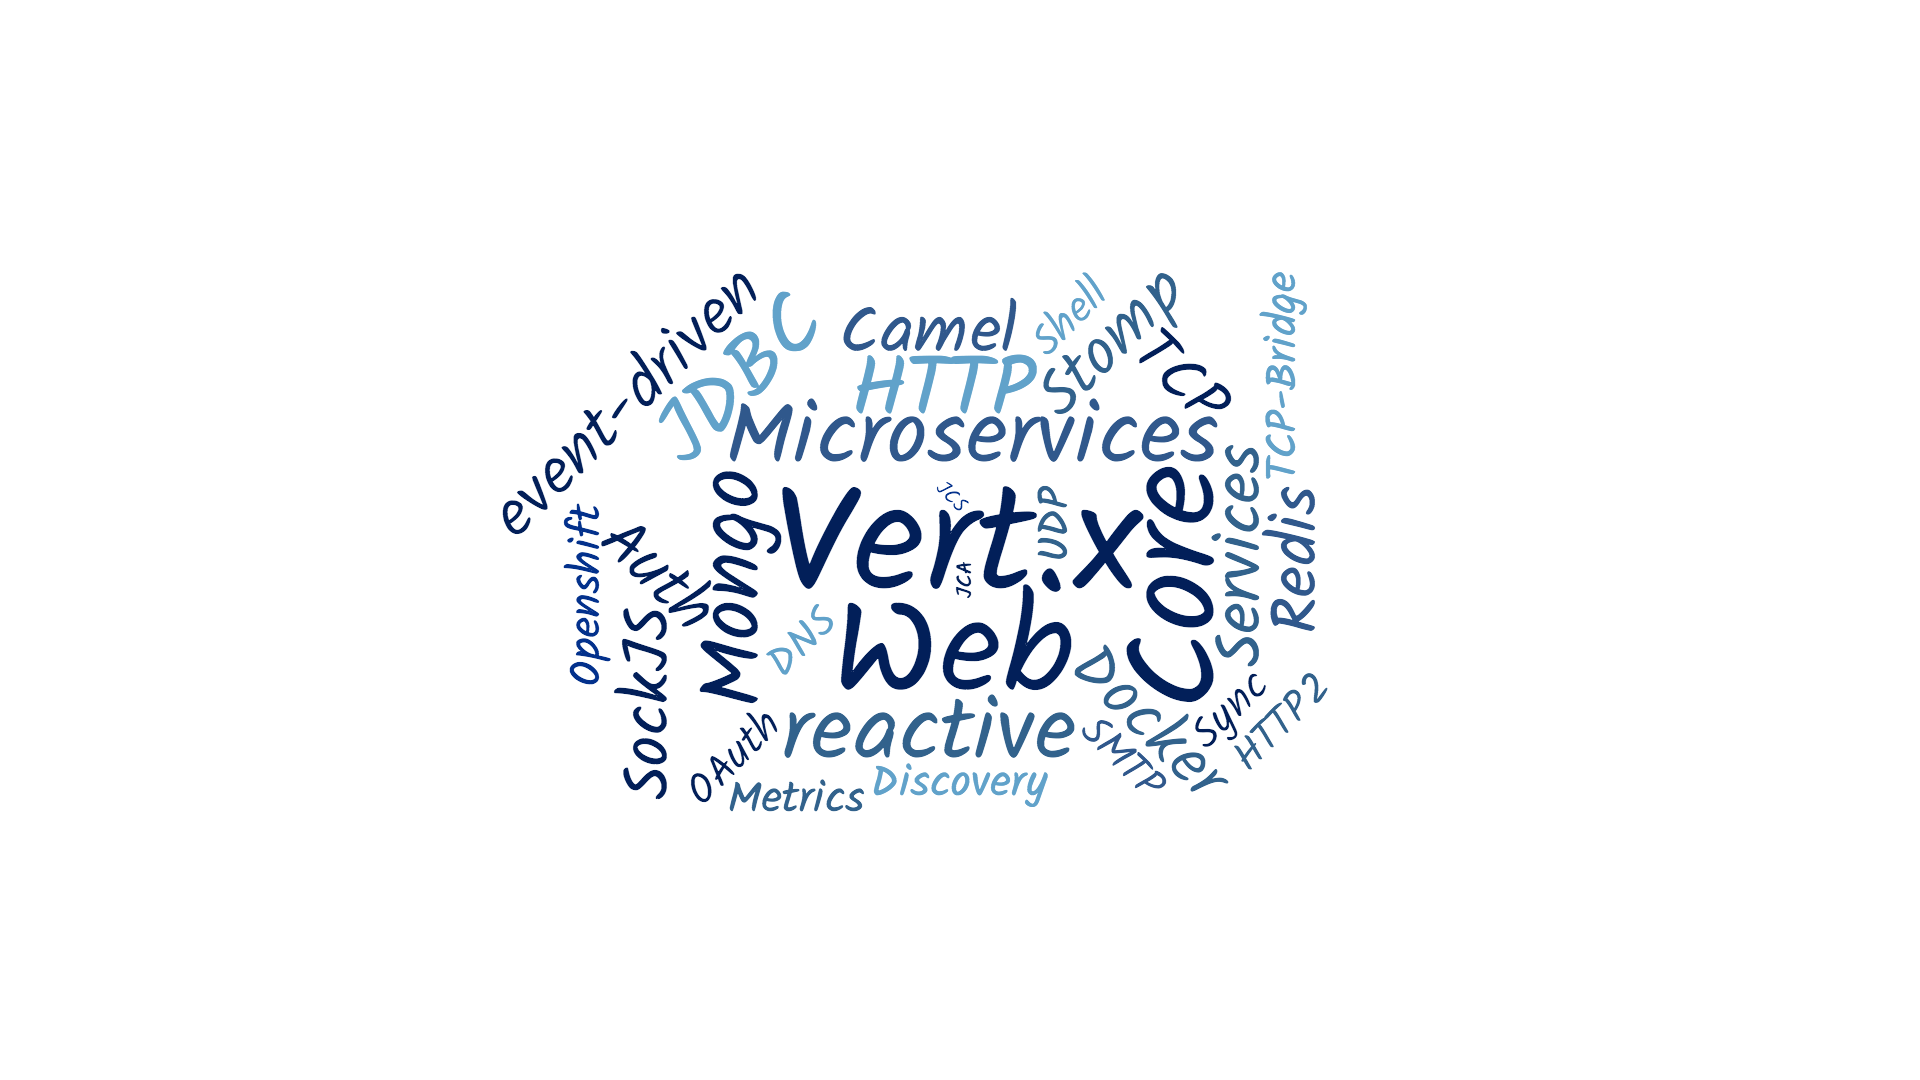 event-driven
JDBC
Camel
Shell
Stomp
TCP-Bridge
HTTP
TCP
Microservices
Mongo
Vert.x
JCS
UDP
JCA
Core
Services
Redis
Openshift
Auth
SockJS
DNS
Web
Docker
Sync
HTTP2
OAuth
reactive
SMTP
Metrics
Discovery